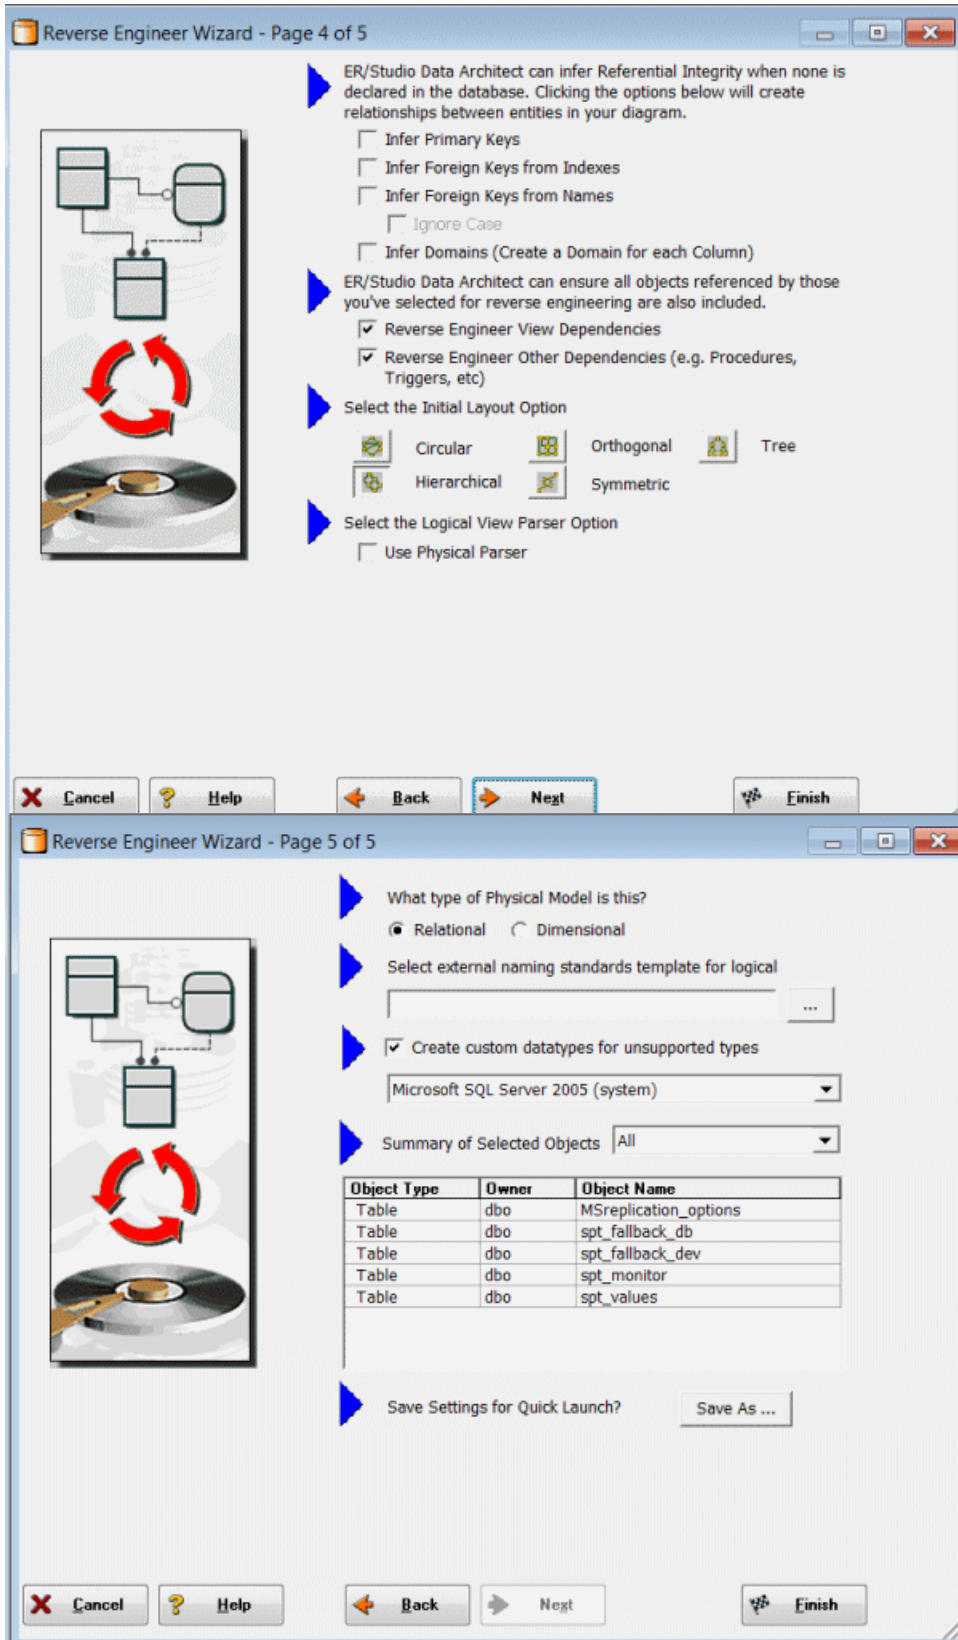 Reverse Engineer Wizard - Page 4 of 5
ER/Studio Data Architect can infer Referential Integrity when none is
declared in the database. Clicking the options below will create
relationships between entities in your diagram.
Infer Primary Keys
Infer Foreign Keys from Indexes
Infer Foreign Keys from Names
Ignore Case
Infer Domains (Create a Domain for each Column)
ER/Studio Data Architect can ensure all objects referenced by those
you've selected for reverse engineering are also included.
Reverse Engineer View Dependencies
Reverse Engineer Other Dependencies (e.g. Procedures,
Triggers, etc)
Select the Initial Layout Option
Circular Orthogonal Tree
Hierarchical Symmetric
Select the Logical View Parser Option
Use Physical Parser
Cancel Help Back Next Finish
Reverse Engineer Wizard - Page 5 of 5
What type of Physical Model is this?
Relational Dimensional
Select external naming standards template for logical
...
Create custom datatypes for unsupported types
Microsoft SQL Server 2005 (system)
Summary of Selected Objects All
Object Type Owner Object Name
Table dbo MSreplication_options
Table dbo spt_fallback_db
Table dbo spt_fallback_dev
Table dbo spt_monitor
Table dbo spt_values
Save Settings for Quick Launch? Save As ...
Cancel Help Back Next Finish